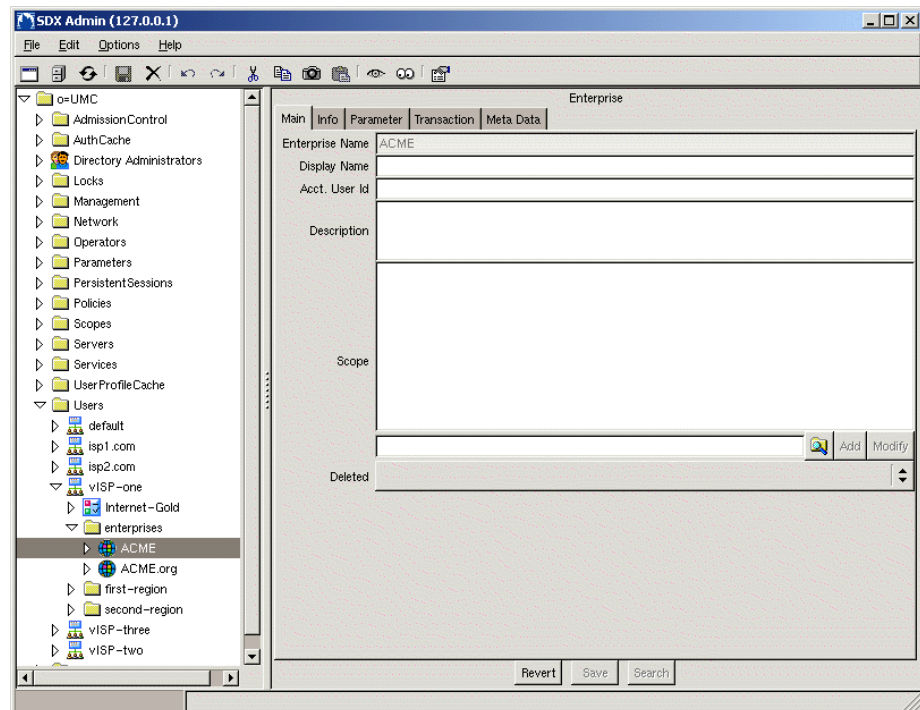 SDX Admin (127.0.0.1)
File Edit Options Help
o=UMC
AdmissionControl
AuthCache
Directory Administrators
Locks
Management
Network
Operators
Parameters
PersistentSessions
Policies
Scopes
Servers
Services
UserProfileCache
Users
default
isp1.com
isp2.com
vISP-one
Internet-Gold
enterprises
ACME
ACME.org
first-region
second-region
vISP-three
vISP-two
Enterprise
Main Info Parameter Transaction Meta Data
Enterprise Name ACME
Display Name
Acct. User Id
Description
Scope
Add Modify
Deleted
Revert Save Search